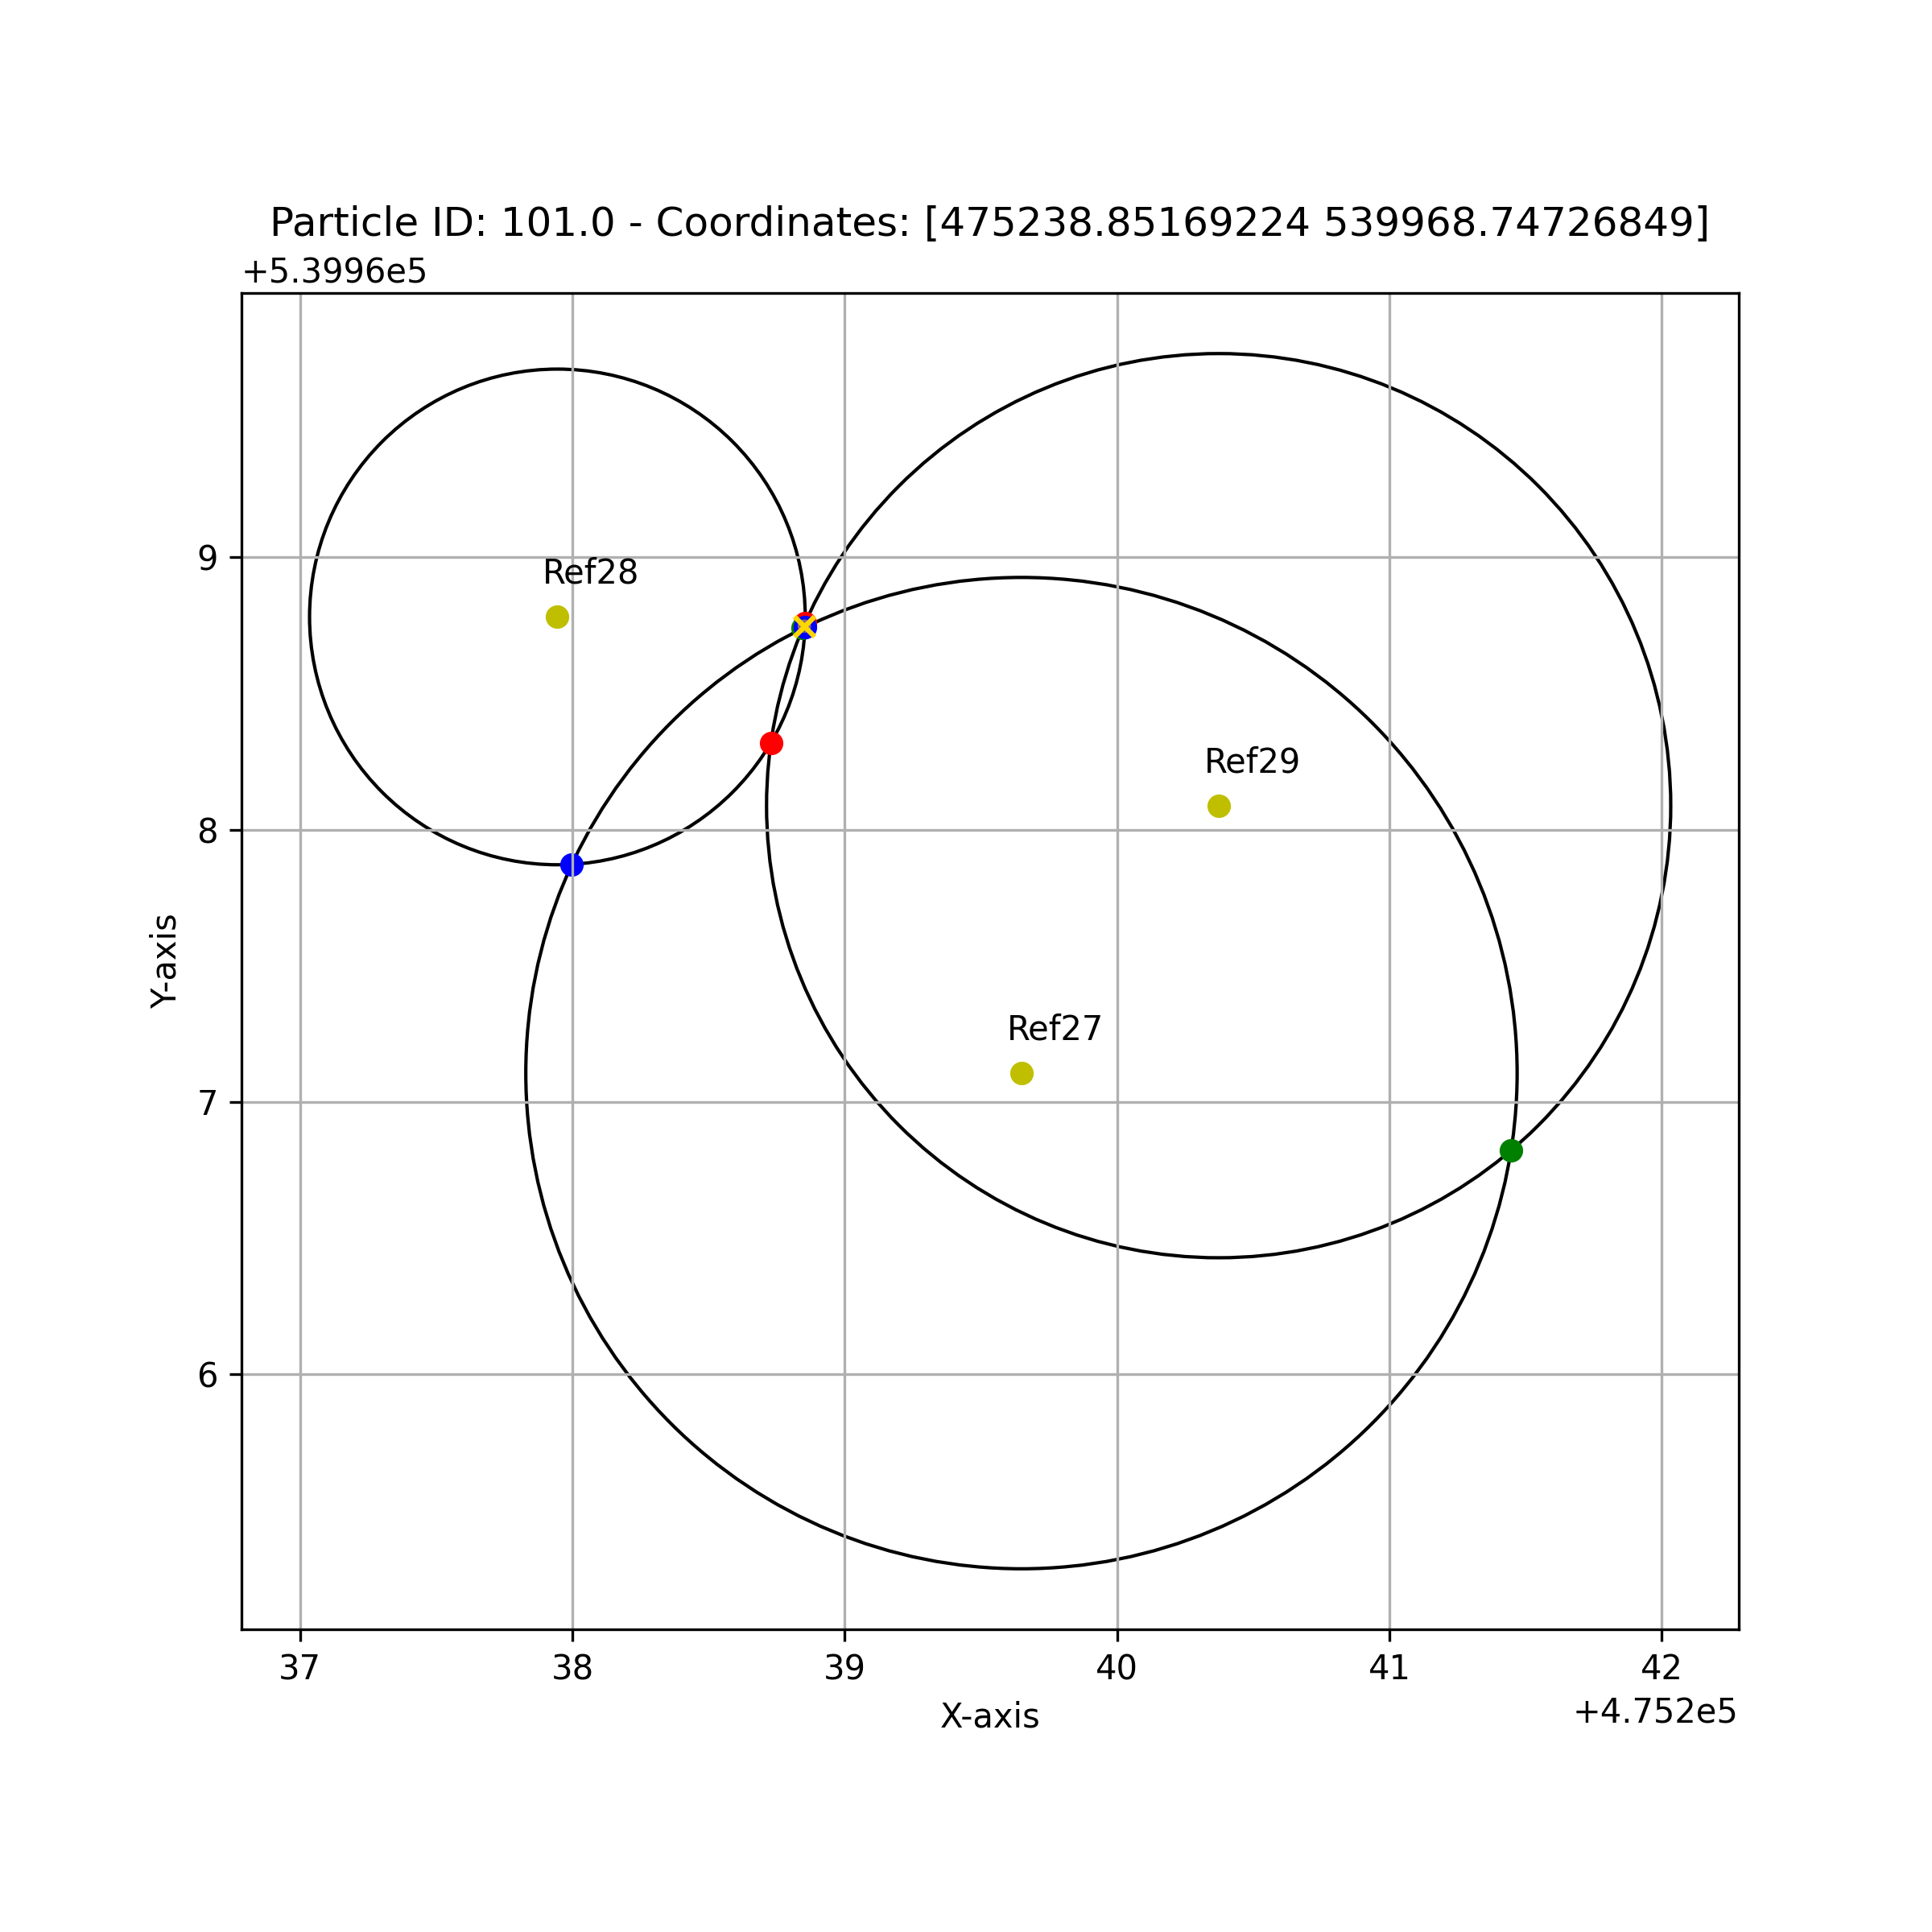 Particle ID: 101.0 - Coordinates: [475238.85169224 539968.74726849]
+5.3996e5
9
Ref28
Ref29
8
Y-axis
Ref27
7
6
37 38 39 40 41 42
X-axis
+4.752e5